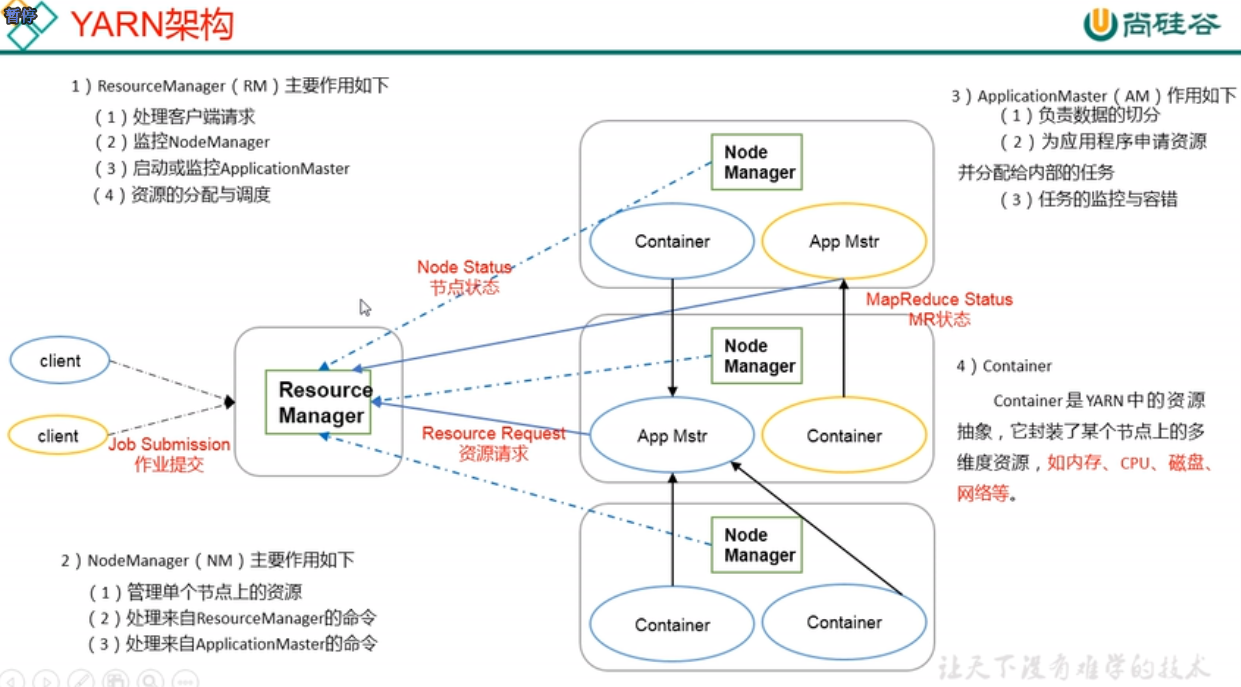 暂停
YARN架构
尚硅谷
1）ResourceManager（RM）主要作用如下
（1）处理客户端请求
（2）监控NodeManager
（3）启动或监控ApplicationMaster
（4）资源的分配与调度
3）ApplicationMaster（AM）作用如下
（1）负责数据的切分
（2）为应用程序申请资源
并分配给内部的任务
（3）任务的监控与容错
Node
Manager
Container
App Mstr
Node Status
节点状态
MapReduce Status
MR状态
client
client
Job Submission
作业提交
Resource
Manager
Resource Request
资源请求
Node
Manager
App Mstr
Container
4）Container
Container是YARN中的资源
抽象，它封装了某个节点上的多
维度资源，如内存、CPU、磁盘、
网络等。
2）NodeManager（NM）主要作用如下
（1）管理单个节点上的资源
（2）处理来自ResourceManager的命令
（3）处理来自ApplicationMaster的命令
Node
Manager
Container
Container
让天下没有难学的技术